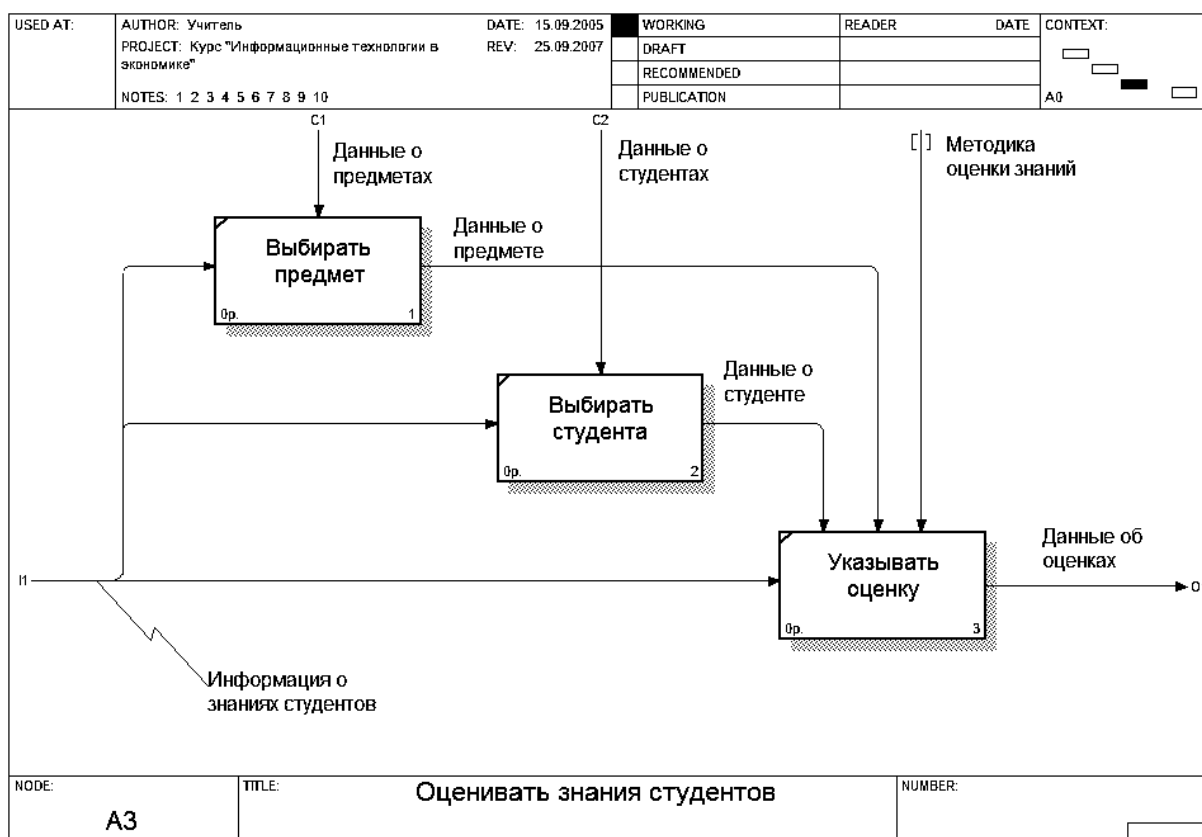 USED AT:
AUTHOR: Учитель
DATE: 15.09.2005
PROJECT: Курс "Информационные технологии в
экономике"
REV: 25.09.2007
NOTES: 1 2 3 4 5 6 7 8 9 10
WORKING
DRAFT
RECOMMENDED
PUBLICATION
READER DATE
CONTEXT:
A0
C1
Данные о
предметах
C2
Данные о
студентах
Методика
оценки знаний
Выбирать
предмет
0р. 1
Данные о
предмете
Выбирать
студента
0р. 2
Данные о
студенте
I1
Указывать
оценку
0р. 3
Данные об
оценках
O
Информация о
знаниях студентов
NODE:
A3
TITLE:
Оценивать знания студентов
NUMBER: